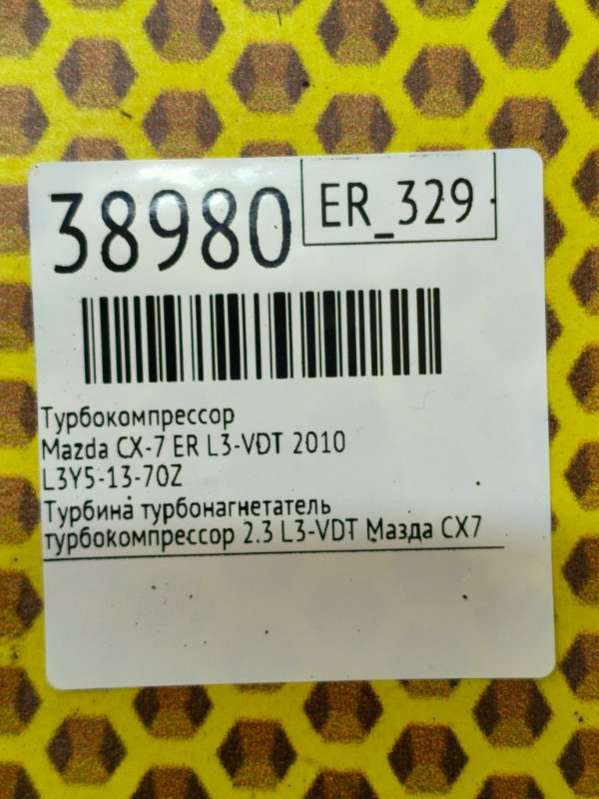 38980
ER_329
Турбокомпрессор
Mazda CX-7 ER L3-VDT 2010
L3Y5-13-70Z
Турбина турбонагнетатель
турбокомпрессор 2.3 L3-VDT Мазда CX7